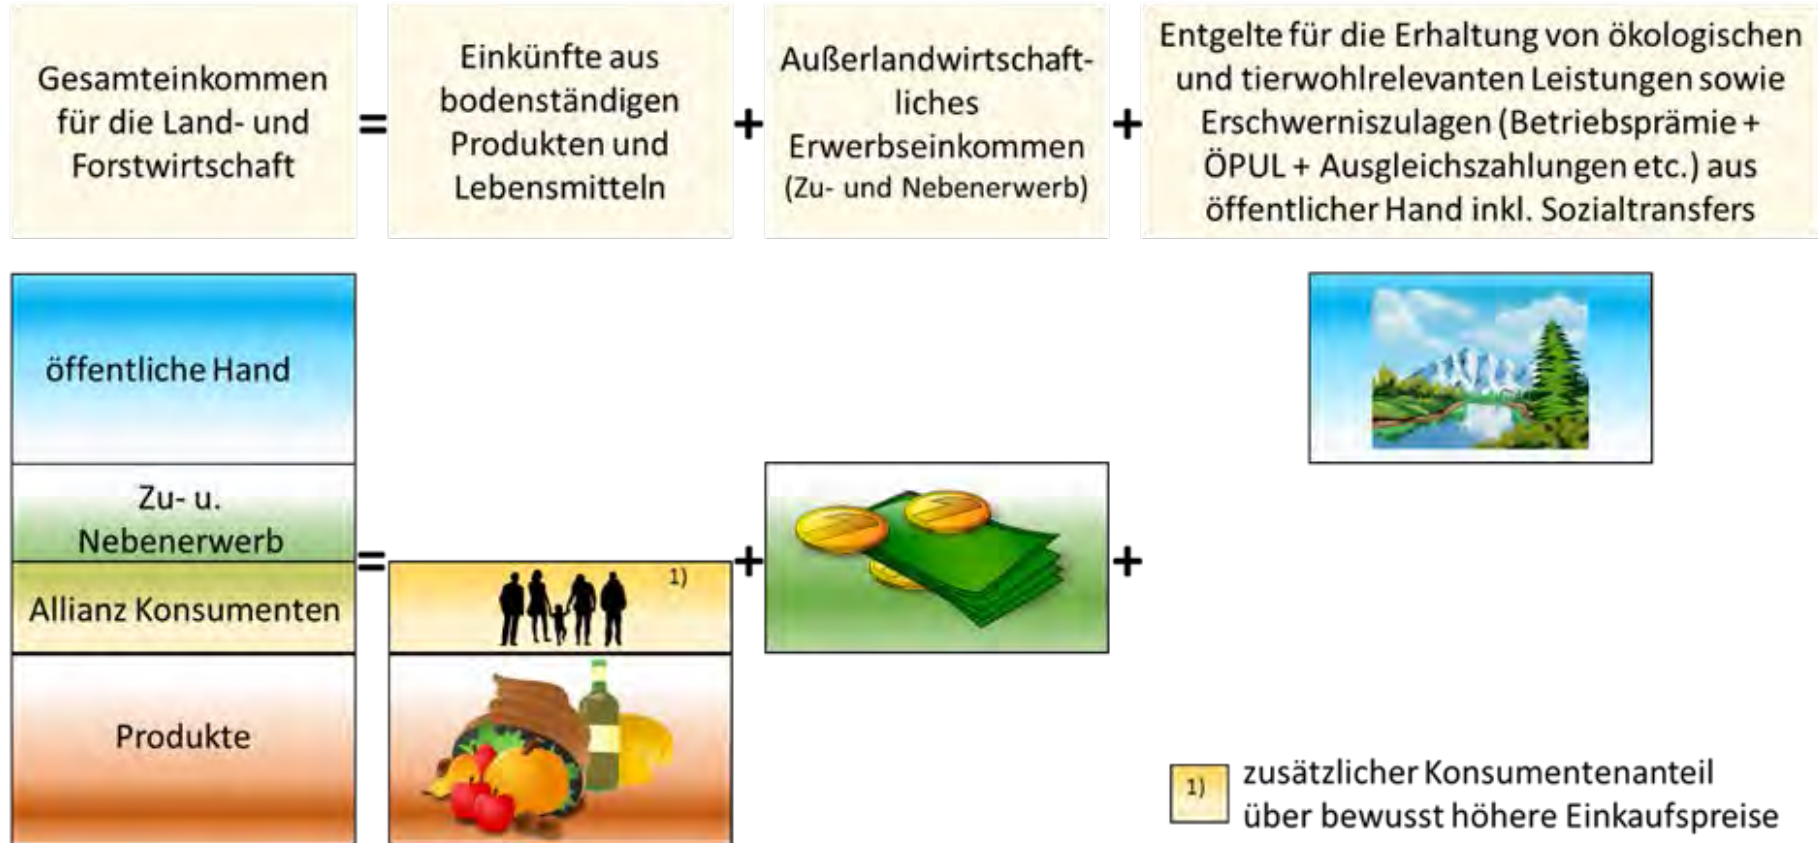 Gesamteinkommen
für die Land- und
Forstwirtschaft
=
Einkünfte aus
bodenständigen
Produkten und
Lebensmitteln
+
Außerlandwirtschaft-
liches
Erwerbseinkommen
(Zu- und Nebenerwerb)
+
Entgelte für die Erhaltung von ökologischen
und tierwohlrelevanten Leistungen sowie
Erschwerniszulagen (Betriebsprämie +
ÖPUL + Ausgleichszahlungen etc.) aus
öffentlicher Hand inkl. Sozialtransfers
öffentliche Hand
Zu- u.
Nebenerwerb
Allianz Konsumenten
Produkte
=
1)
+
+
1)
zusätzlicher Konsumentenanteil
über bewusst höhere Einkaufspreise